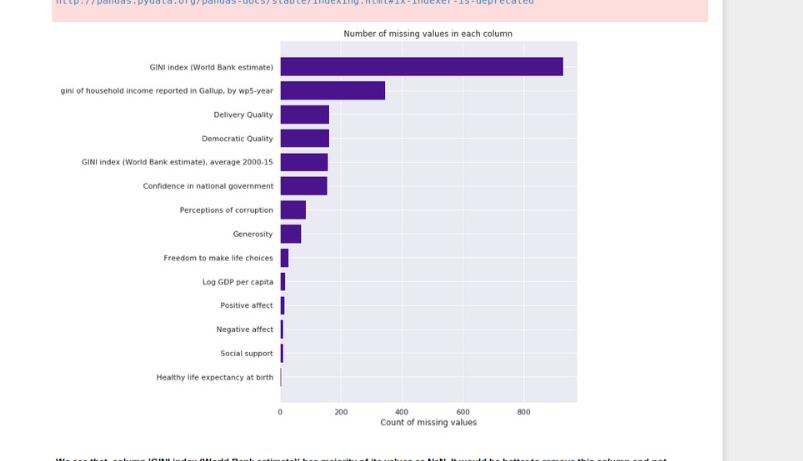 http://pandas.pydata.org/pandas-docs/stable/indexing.html#ix-indexer-is-deprecated
Number of missing values in each column
GINI index (World Bank estimate)
gini of household income reported in Gallup, by wp5-year
Delivery Quality
Democratic Quality
GINI index (World Bank estimate), average 2000-15
Confidence in national government
Perceptions of corruption
Generosity
Freedom to make life choices
Log GDP per capita
Positive affect
Negative affect
Social support
Healthy life expectancy at birth
0 200 400 600 800
Count of missing values
We see that, column 'GINI index (World Bank estimate)' has majority of its values as NaN. It would be better to remove this column and not